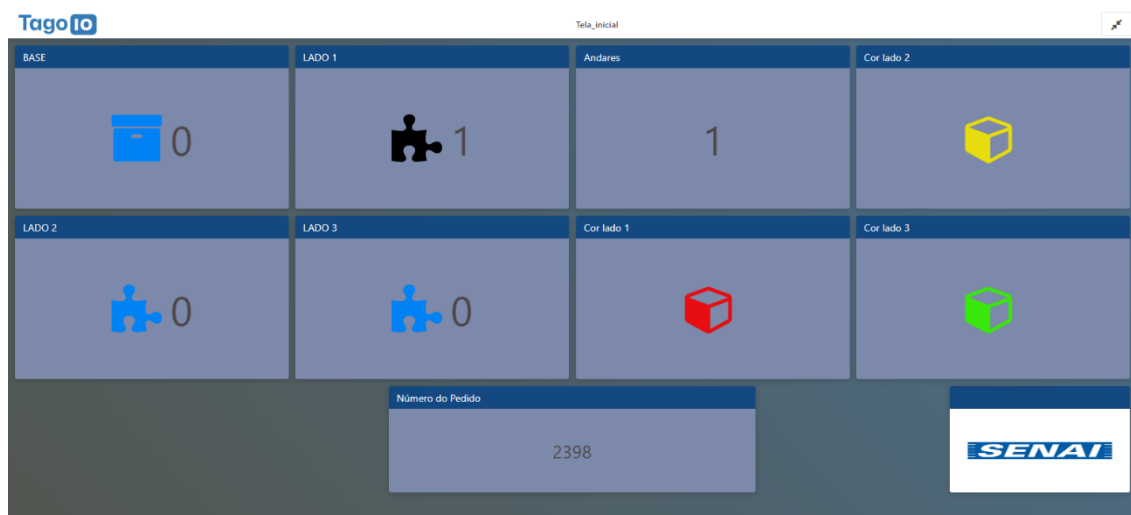 Tago IO
Tela_inicial
BASE
0
LADO 1
1
Andares
1
Cor lado 2
LADO 2
0
LADO 3
0
Cor lado 1
Cor lado 3
Número do Pedido
2398
SENAI